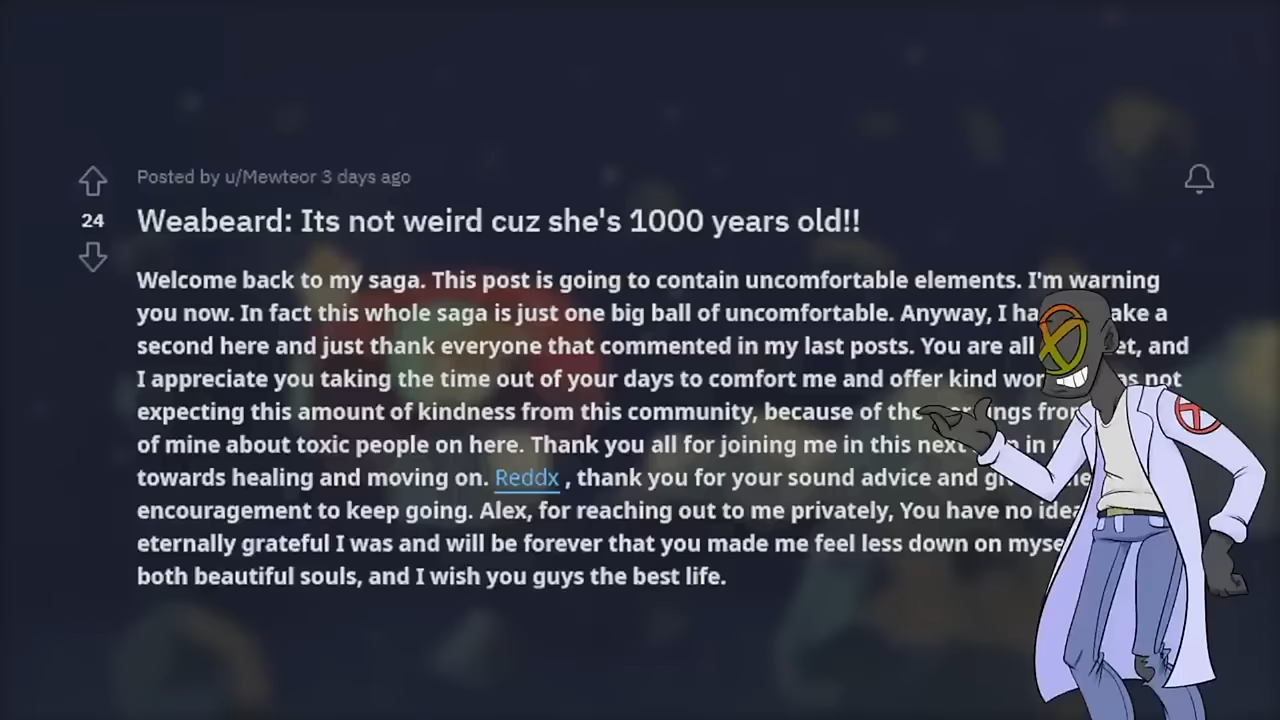 Posted by u/Mewteor 3 days ago
24
Weabeard: Its not weird cuz she's 1000 years old!!
Welcome back to my saga. This post is going to contain uncomfortable elements. I'm warning
you now. In fact this whole saga is just one big ball of uncomfortable. Anyway, I ake a
second here and just thank everyone that commented in my last posts. You are all and
I appreciate you taking the time out of your days to comfort me and offer kind not
expecting this amount of kindness from this community, because of
of mine about toxic people on here. Thank you all for joining me in this next in
towards healing and moving on. Reddx , thank you for your sound advice and
encouragement to keep going. Alex, for reaching out to me privately, You have no idea
eternally grateful I was and will be forever that you made me feel less down on
both beautiful souls, and I wish you guys the best life.